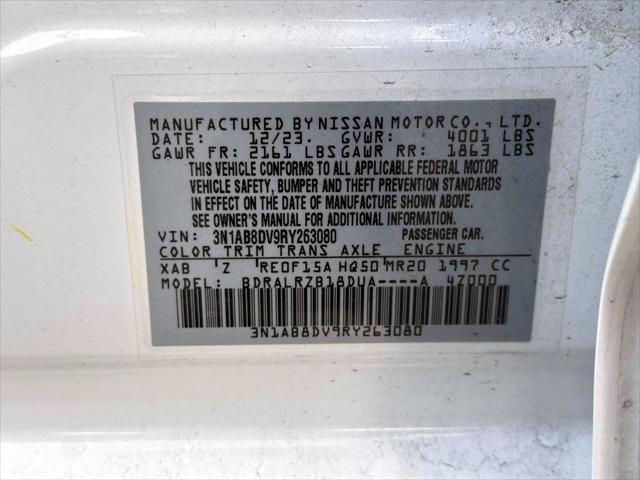 MANUFACTURED BY NISSAN MOTOR CO., LTD.
DATE: 12/23. GVWR: 4001 LBS
GAWR FR: 2161 LBS GAWR RR: 1863 LBS
THIS VEHICLE CONFORMS TO ALL APPLICABLE FEDERAL MOTOR
VEHICLE SAFETY, BUMPER AND THEFT PREVENTION STANDARDS
IN EFFECT ON THE DATE OF MANUFACTURE SHOWN ABOVE.
SEE OWNER'S MANUAL FOR ADDITIONAL INFORMATION.
VIN: 3N1AB8DV9RY263080 PASSENGER CAR.
COLOR TRIM TRANS AXLE ENGINE
XAB Z RE0F15A HQ50 MR20 1997 CC
MODEL: BDRALRZB18DUA----A 4Z000
3N1AB8DV9RY263080